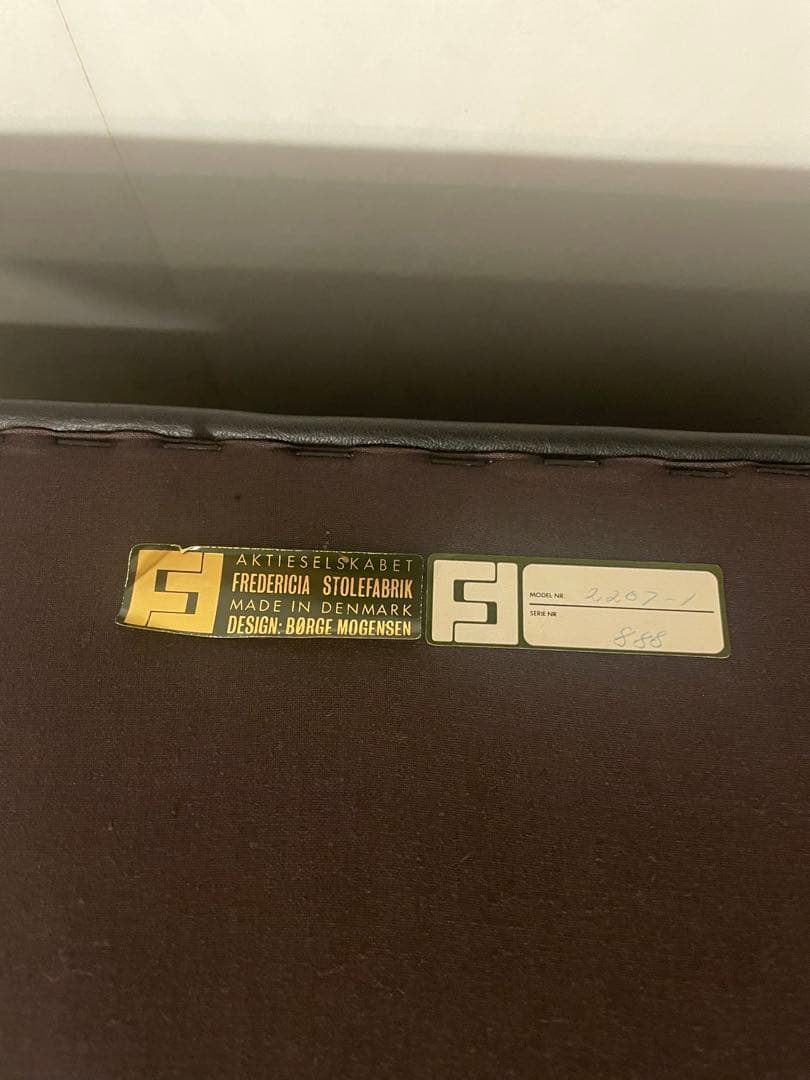 AKTIESELSKABET
FREDERICIA STOLEFABRIK
MADE IN DENMARK
DESIGN: BØRGE MOGENSEN
MODEL NR. 2207-1
SERIE NR. 888